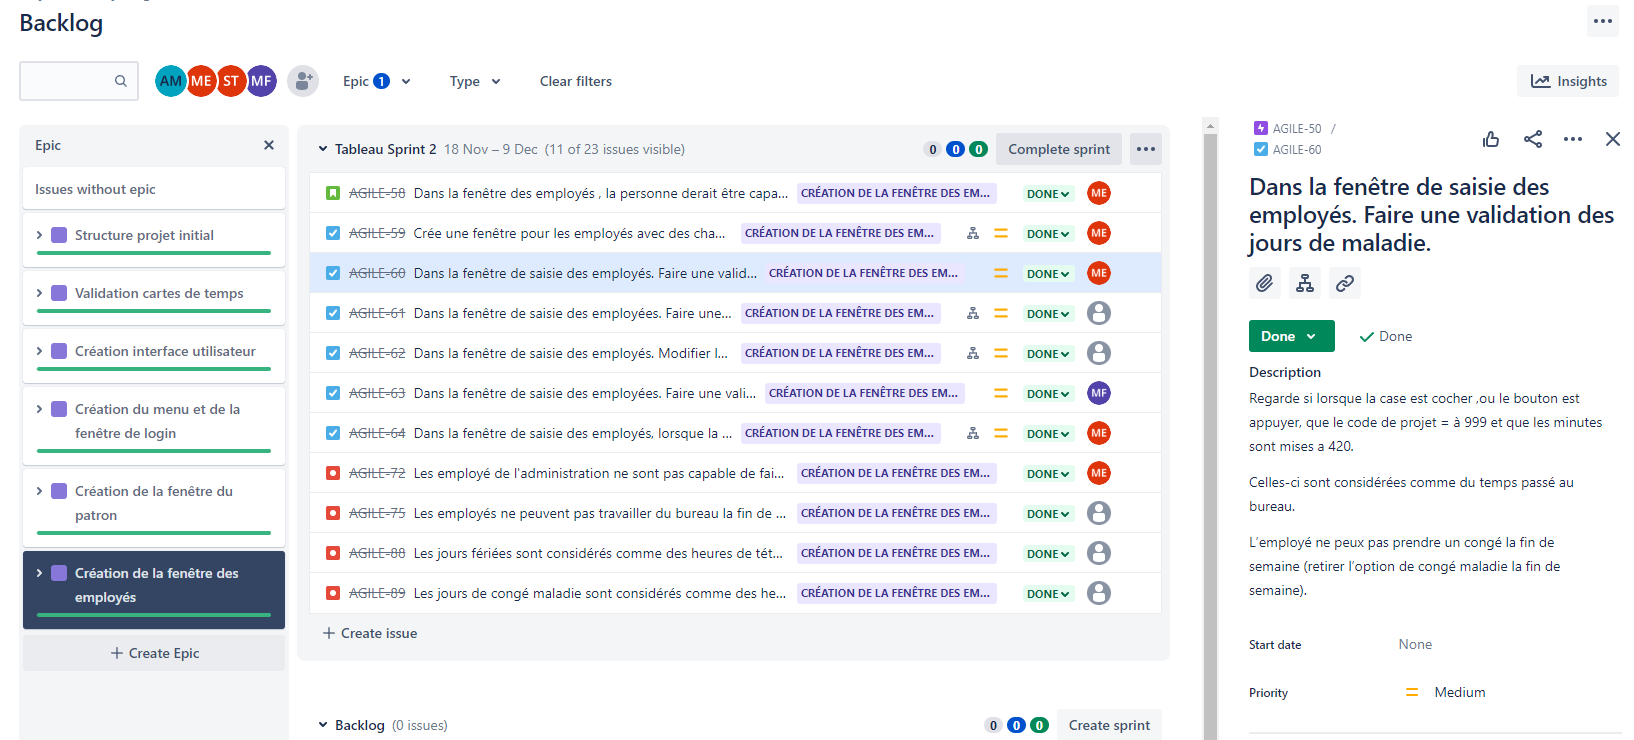 Backlog
AM ME ST MF
Epic 1
Type
Clear filters
Insights
Epic
Issues without epic
Structure projet initial
Validation cartes de temps
Création interface utilisateur
Création du menu et de la
fenêtre de login
Création de la fenêtre du
patron
Création de la fenêtre des
employés
+ Create Epic
Tableau Sprint 2 18 Nov – 9 Dec (11 of 23 issues visible) 0 0 0 Complete sprint
AGILE-58 Dans la fenêtre des employés , la personne derait être capa... CRÉATION DE LA FENÊTRE DES EM... DONE ME
AGILE-59 Crée une fenêtre pour les employés avec des cha... CRÉATION DE LA FENÊTRE DES EM... DONE ME
AGILE-60 Dans la fenêtre de saisie des employés. Faire une valid... CRÉATION DE LA FENÊTRE DES EM... DONE ME
AGILE-61 Dans la fenêtre de saisie des employées. Faire une... CRÉATION DE LA FENÊTRE DES EM... DONE
AGILE-62 Dans la fenêtre de saisie des employés. Modifier l... CRÉATION DE LA FENÊTRE DES EM... DONE
AGILE-63 Dans la fenêtre de saisie des employés. Faire une vali... CRÉATION DE LA FENÊTRE DES EM... DONE MF
AGILE-64 Dans la fenêtre de saisie des employés, lorsque la ... CRÉATION DE LA FENÊTRE DES EM... DONE ME
AGILE-72 Les employé de l'administration ne sont pas capable de fai... CRÉATION DE LA FENÊTRE DES EM... DONE ME
AGILE-75 Les employés ne peuvent pas travailler du bureau la fin de ... CRÉATION DE LA FENÊTRE DES EM... DONE
AGILE-88 Les jours fériées sont considérés comme des heures de tét... CRÉATION DE LA FENÊTRE DES EM... DONE
AGILE-89 Les jours de congé maladie sont considérés comme des he... CRÉATION DE LA FENÊTRE DES EM... DONE
+ Create issue
Backlog (0 issues) 0 0 0 Create sprint
AGILE-50 /
AGILE-60
Dans la fenêtre de saisie des
employés. Faire une validation des
jours de maladie.
Done
Done
Description
Regarde si lorsque la case est cocher ,ou le bouton est
appuyer, que le code de projet = à 999 et que les minutes
sont mises a 420.
Celles-ci sont considérées comme du temps passé au
bureau.
L'employé ne peux pas prendre un congé la fin de
semaine (retirer l'option de congé maladie la fin de
semaine).
Start date None
Priority Medium